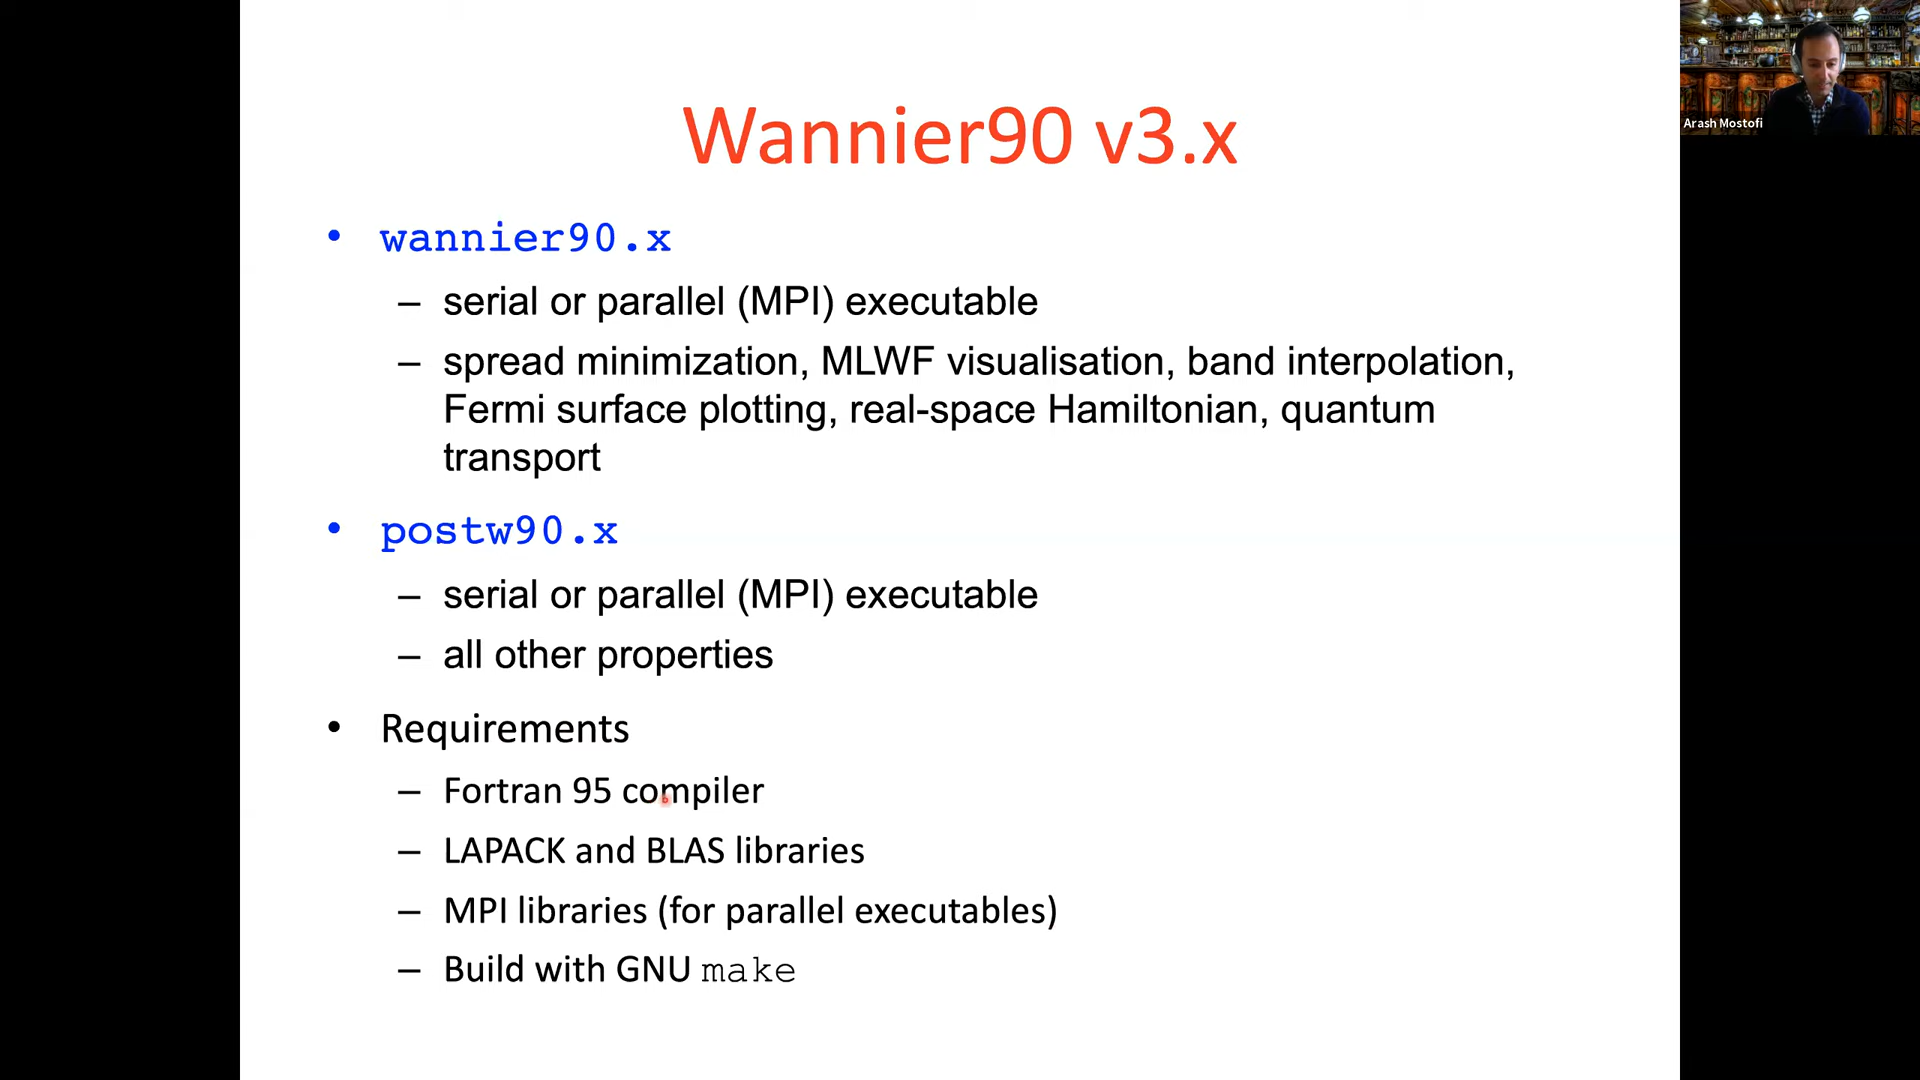 Wannier90 v3.x
Arash Mostofi
• wannier90.x
– serial or parallel (MPI) executable
– spread minimization, MLWF visualisation, band interpolation,
Fermi surface plotting, real-space Hamiltonian, quantum
transport
• postw90.x
– serial or parallel (MPI) executable
– all other properties
• Requirements
– Fortran 95 compiler
– LAPACK and BLAS libraries
– MPI libraries (for parallel executables)
– Build with GNU make